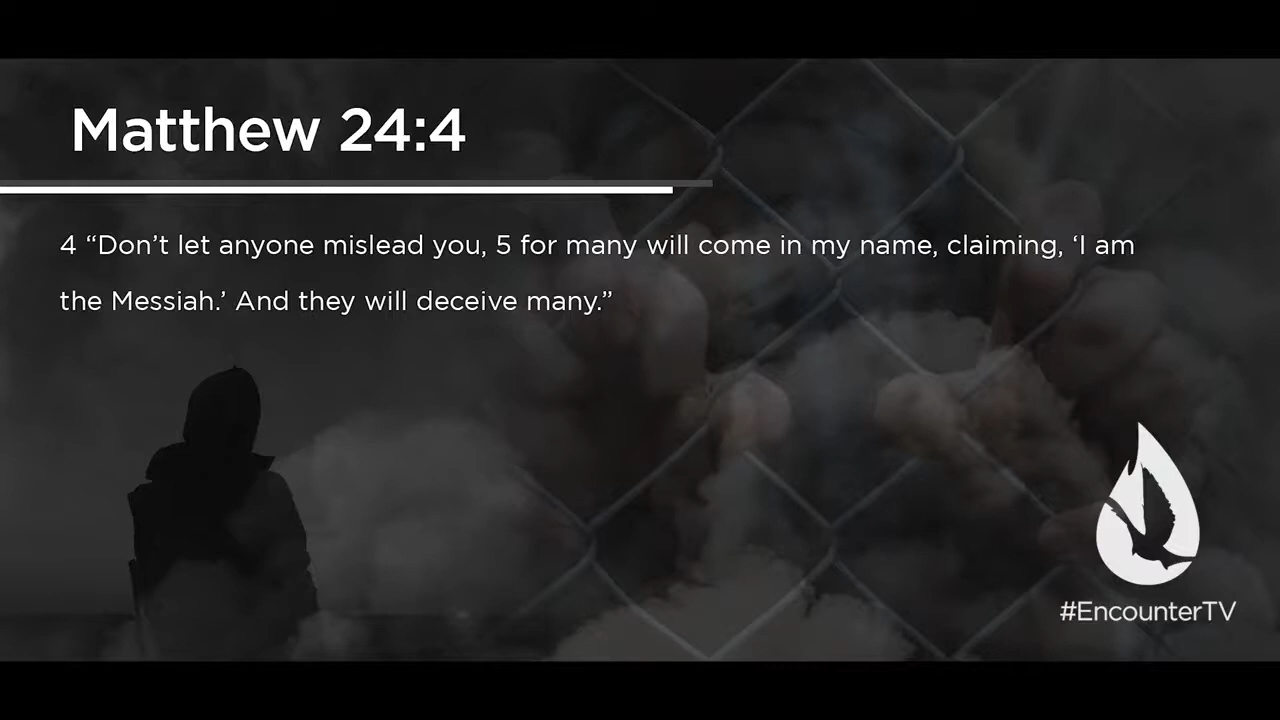 Matthew 24:4
4 “Don’t let anyone mislead you, 5 for many will come in my name, claiming, ‘I am
the Messiah.’ And they will deceive many.”
#EncounterTV